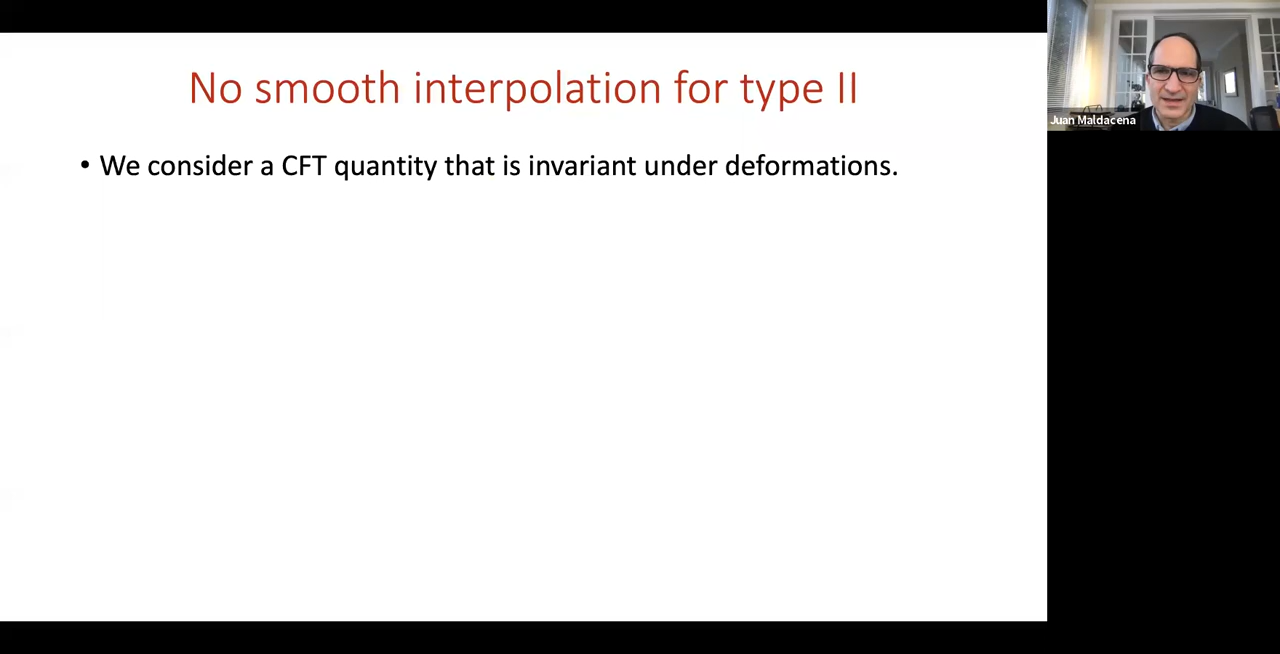 No smooth interpolation for type II
• We consider a CFT quantity that is invariant under deformations.
Juan Maldacena